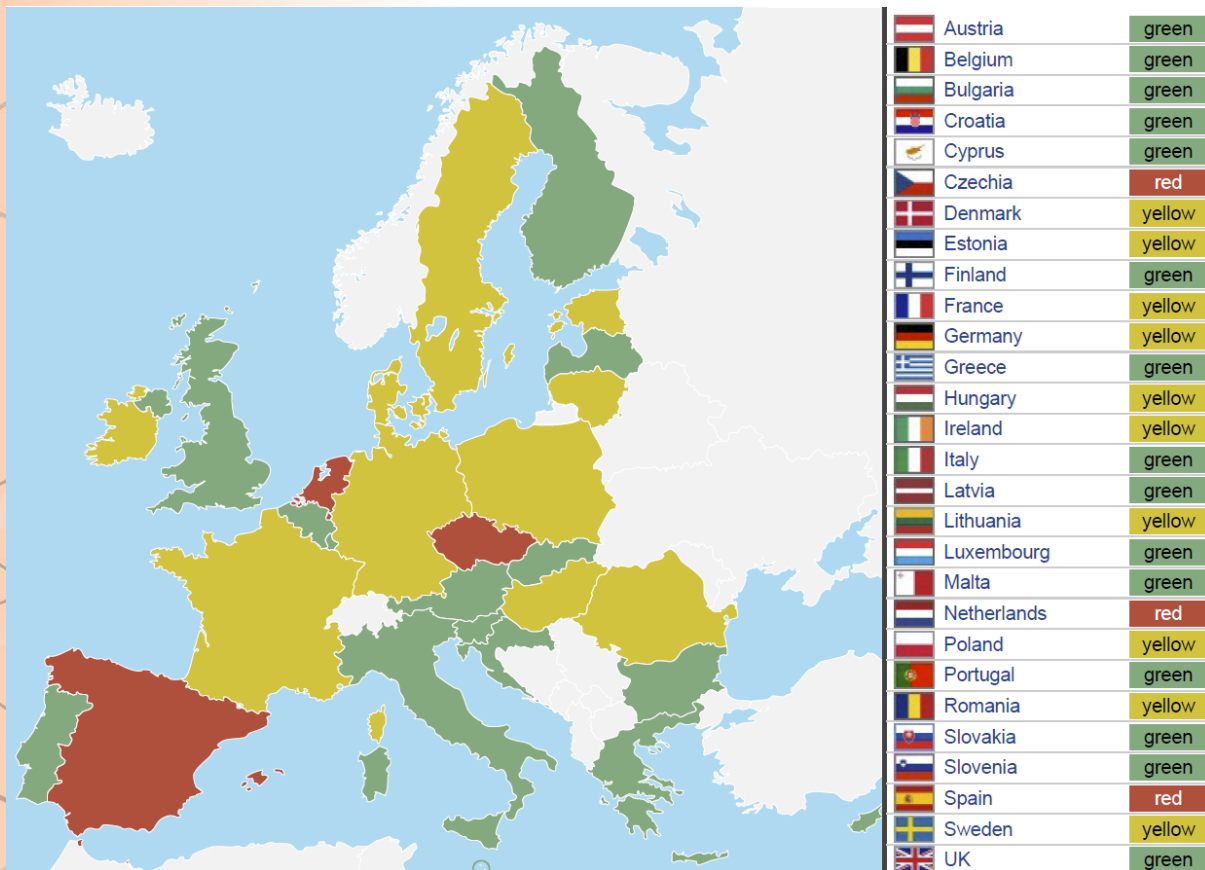 Austria green
Belgium green
Bulgaria green
Croatia green
Cyprus green
Czechia red
Denmark yellow
Estonia yellow
Finland green
France yellow
Germany yellow
Greece green
Hungary yellow
Ireland yellow
Italy green
Latvia green
Lithuania yellow
Luxembourg green
Malta green
Netherlands red
Poland yellow
Portugal green
Romania yellow
Slovakia green
Slovenia green
Spain red
Sweden yellow
UK green